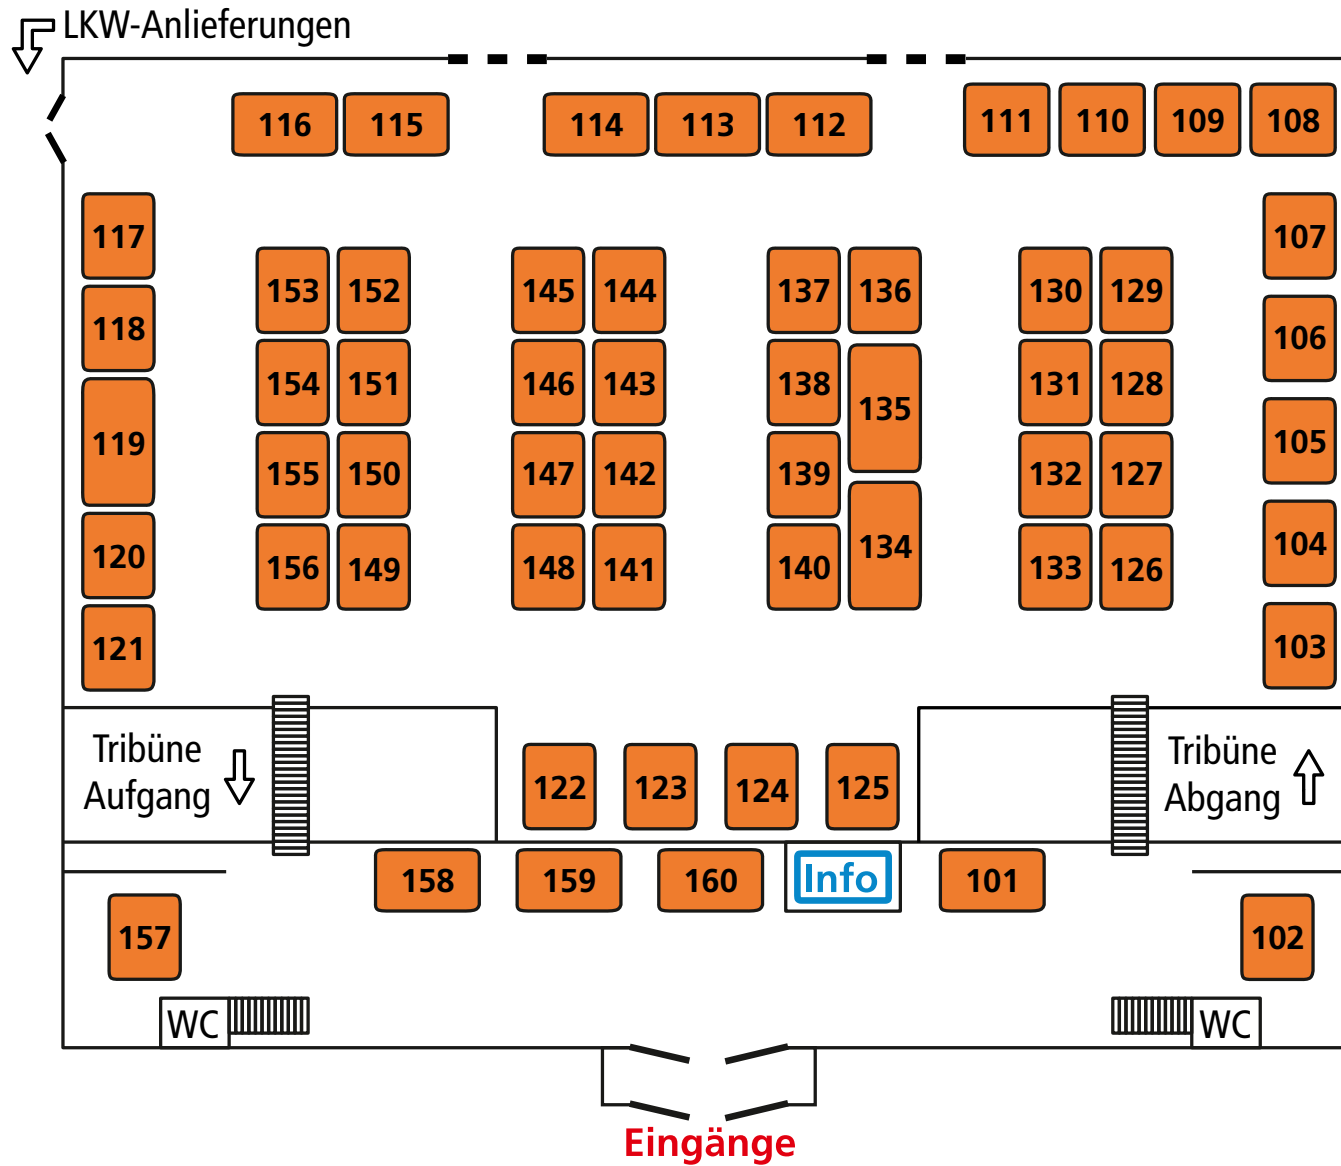 LKW-Anlieferungen
116 115 114 113 112 111 110 109 108
117 107
153 152 145 144 137 136 130 129
118 106
154 151 146 143 138 135 131 128
119 105
155 150 147 142 139 132 127
120 104
156 149 148 141 140 134 133 126
121 103
Tribüne
Aufgang
122 123 124 125
Tribüne
Abgang
158 159 160 Info 101
157 102
WC WC
Eingänge